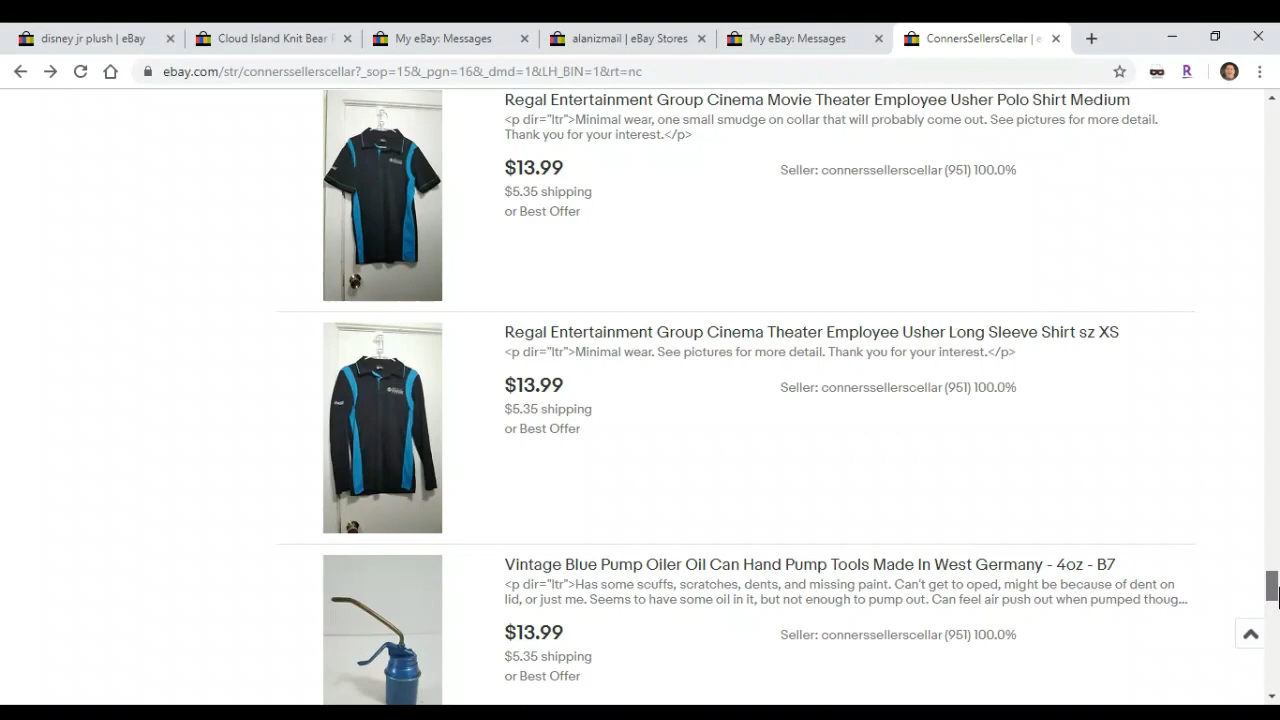 disney jr plush | eBay
Cloud Island Knit Bear
My eBay: Messages
alanizmail | eBay Stores
My eBay: Messages
ConnersSellersCellar | e
ebay.com/str/connerssellerscellar?_sop=15&_pgn=16&_dmd=1&LH_BIN=1&rt=nc
R
Regal Entertainment Group Cinema Movie Theater Employee Usher Polo Shirt Medium
<p dir="ltr">Minimal wear, one small smudge on collar that will probably come out. See pictures for more detail.
Thank you for your interest.</p>
$13.99
Seller: connerssellerscellar (951) 100.0%
$5.35 shipping
or Best Offer
Regal Entertainment Group Cinema Theater Employee Usher Long Sleeve Shirt sz XS
<p dir="ltr">Minimal wear. See pictures for more detail. Thank you for your interest.</p>
$13.99
Seller: connerssellerscellar (951) 100.0%
$5.35 shipping
or Best Offer
Vintage Blue Pump Oiler Oil Can Hand Pump Tools Made In West Germany - 4oz - B7
<p dir="ltr">Has some scuffs, scratches, dents, and missing paint. Can't get to oped, might be because of dent on
lid, or just me. Seems to have some oil in it, but not enough to pump out. Can feel air push out when pumped thoug...
$13.99
Seller: connerssellerscellar (951) 100.0%
$5.35 shipping
or Best Offer